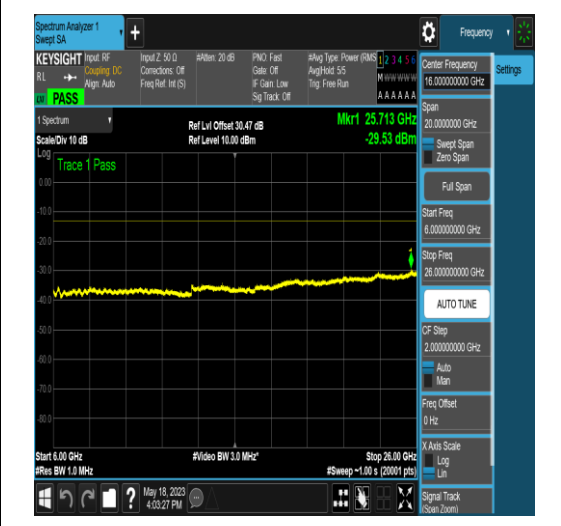 Spectrum Analyzer 1
Swept SA
Frequency
KEYSIGHT
RL
Input: RF
Coupling: DC
Align: Auto
Input Z: 50 Ω
Corrections: Off
Freq Ref: Int (S)
#Atten: 20 dB
PNO: Fast
Gate: Off
IF Gain: Low
Sig Track: Off
#Avg Type: Power (RMS
Avg|Hold: 5/5
Trig: Free Run
1 2 3 4 5 6
M w w w w w
A A A A A A
PASS
Center Frequency
16.000000000 GHz
Settings
Span
20.0000000 GHz
Swept Span
Zero Span
Full Span
Start Freq
6.000000000 GHz
Stop Freq
26.000000000 GHz
AUTO TUNE
CF Step
2.000000000 GHz
Auto
Man
Freq Offset
0 Hz
X Axis Scale
Log
Lin
Signal Track
(Span Zoom)
1 Spectrum
Scale/Div 10 dB
Ref Lvl Offset 30.47 dB
Ref Level 10.00 dBm
Mkr1 25.713 GHz
-29.53 dBm
Log
Trace 1 Pass
0.00
-10.0
-20.0
-30.0
-40.0
-50.0
-60.0
-70.0
-80.0
1
Start 6.00 GHz
#Res BW 1.0 MHz
#Video BW 3.0 MHz*
Stop 26.00 GHz
#Sweep ~1.00 s (20001 pts)
?
May 18, 2023
4:03:27 PM